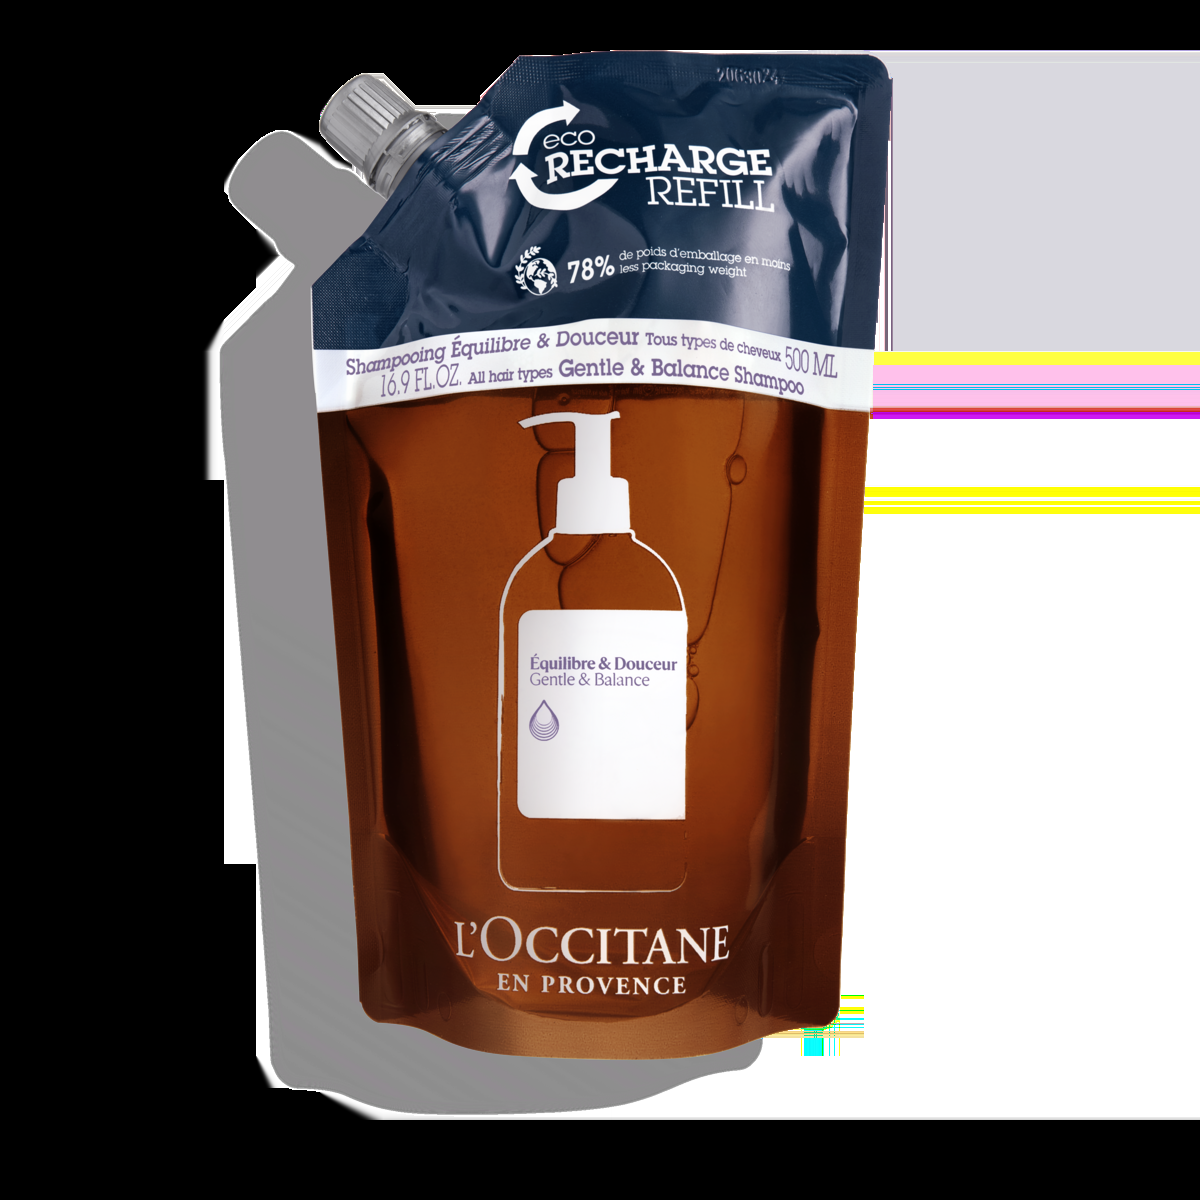 2063024
eco
RECHARGE
REFILL
78% de poids d'emballage en moins
less packaging weight
Shampooing Équilibre & Douceur Tous types de cheveux 500 ML
16.9 FL.OZ. All hair types Gentle & Balance Shampoo
Équilibre & Douceur
Gentle & Balance
L'OCCITANE
EN PROVENCE